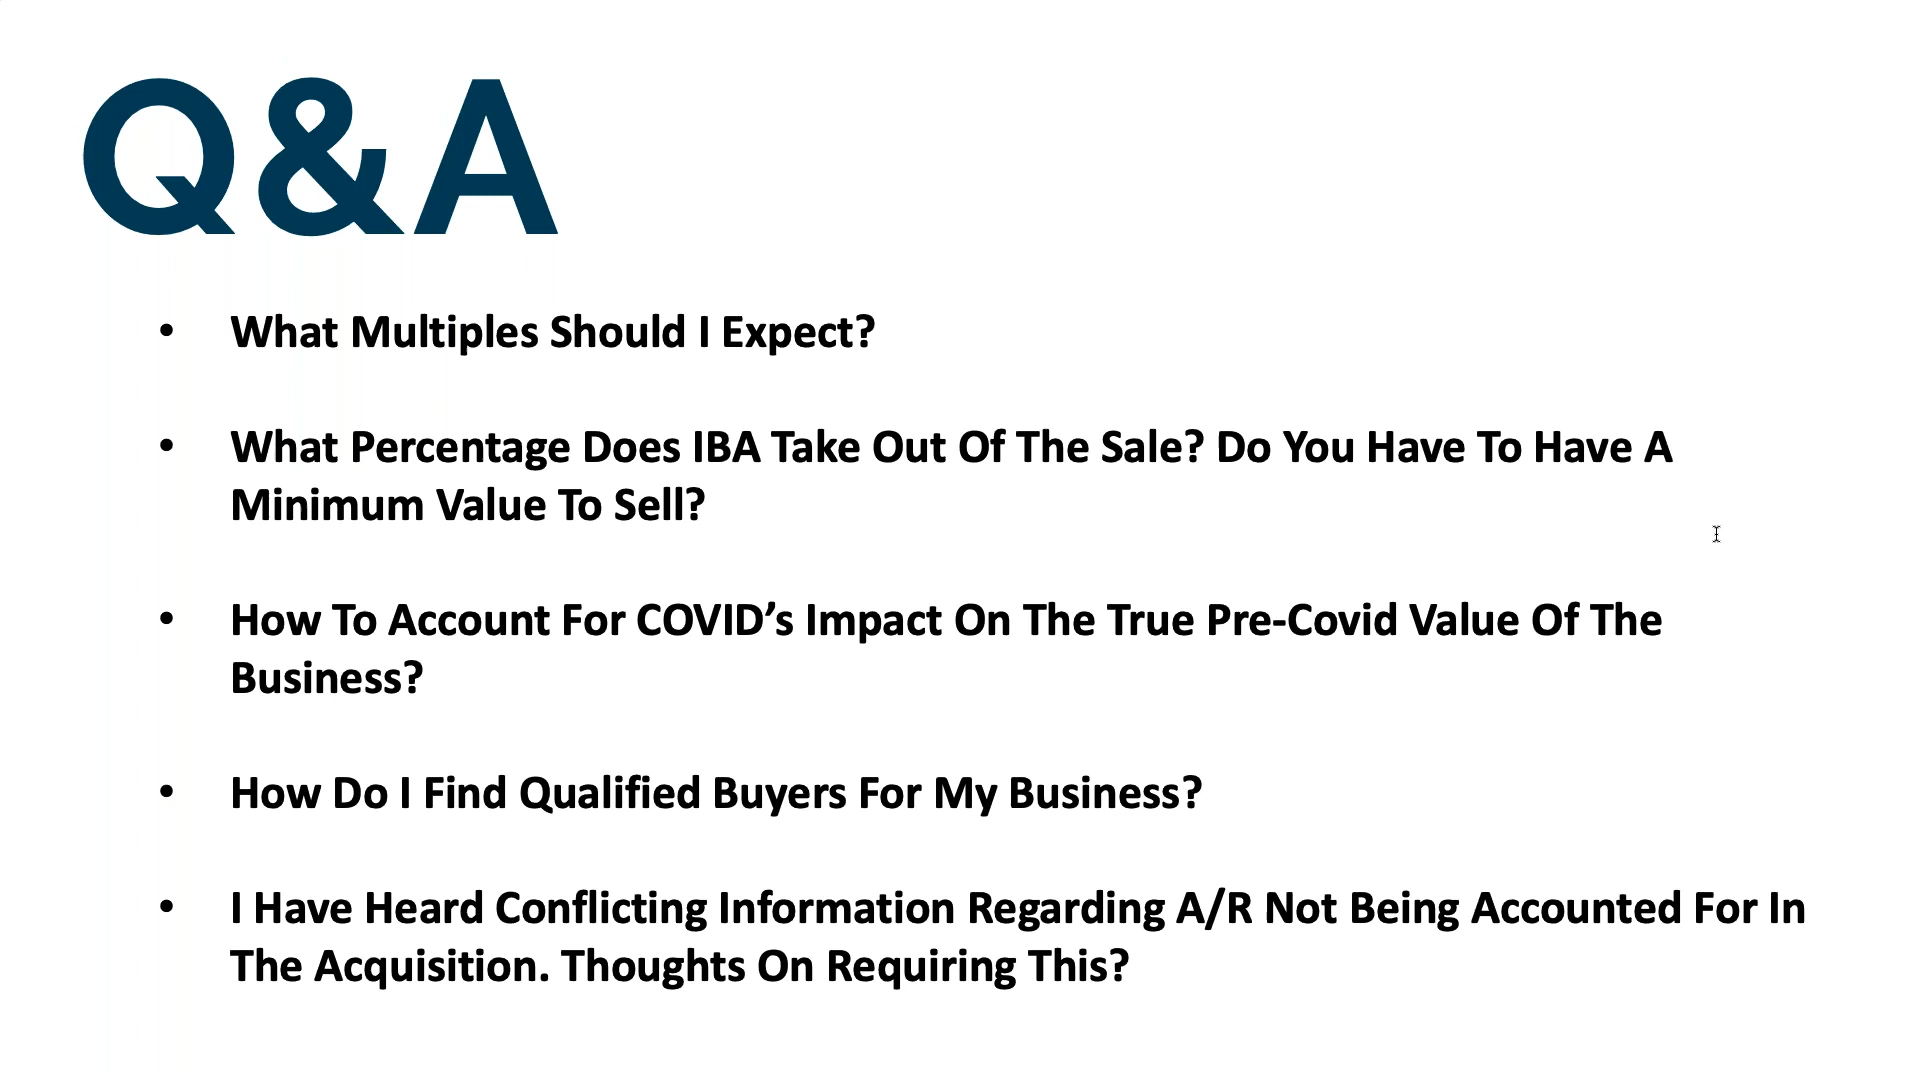 Q&A
• What Multiples Should I Expect?
• What Percentage Does IBA Take Out Of The Sale? Do You Have To Have A
Minimum Value To Sell?
• How To Account For COVID’s Impact On The True Pre-Covid Value Of The
Business?
• How Do I Find Qualified Buyers For My Business?
• I Have Heard Conflicting Information Regarding A/R Not Being Accounted For In
The Acquisition. Thoughts On Requiring This?